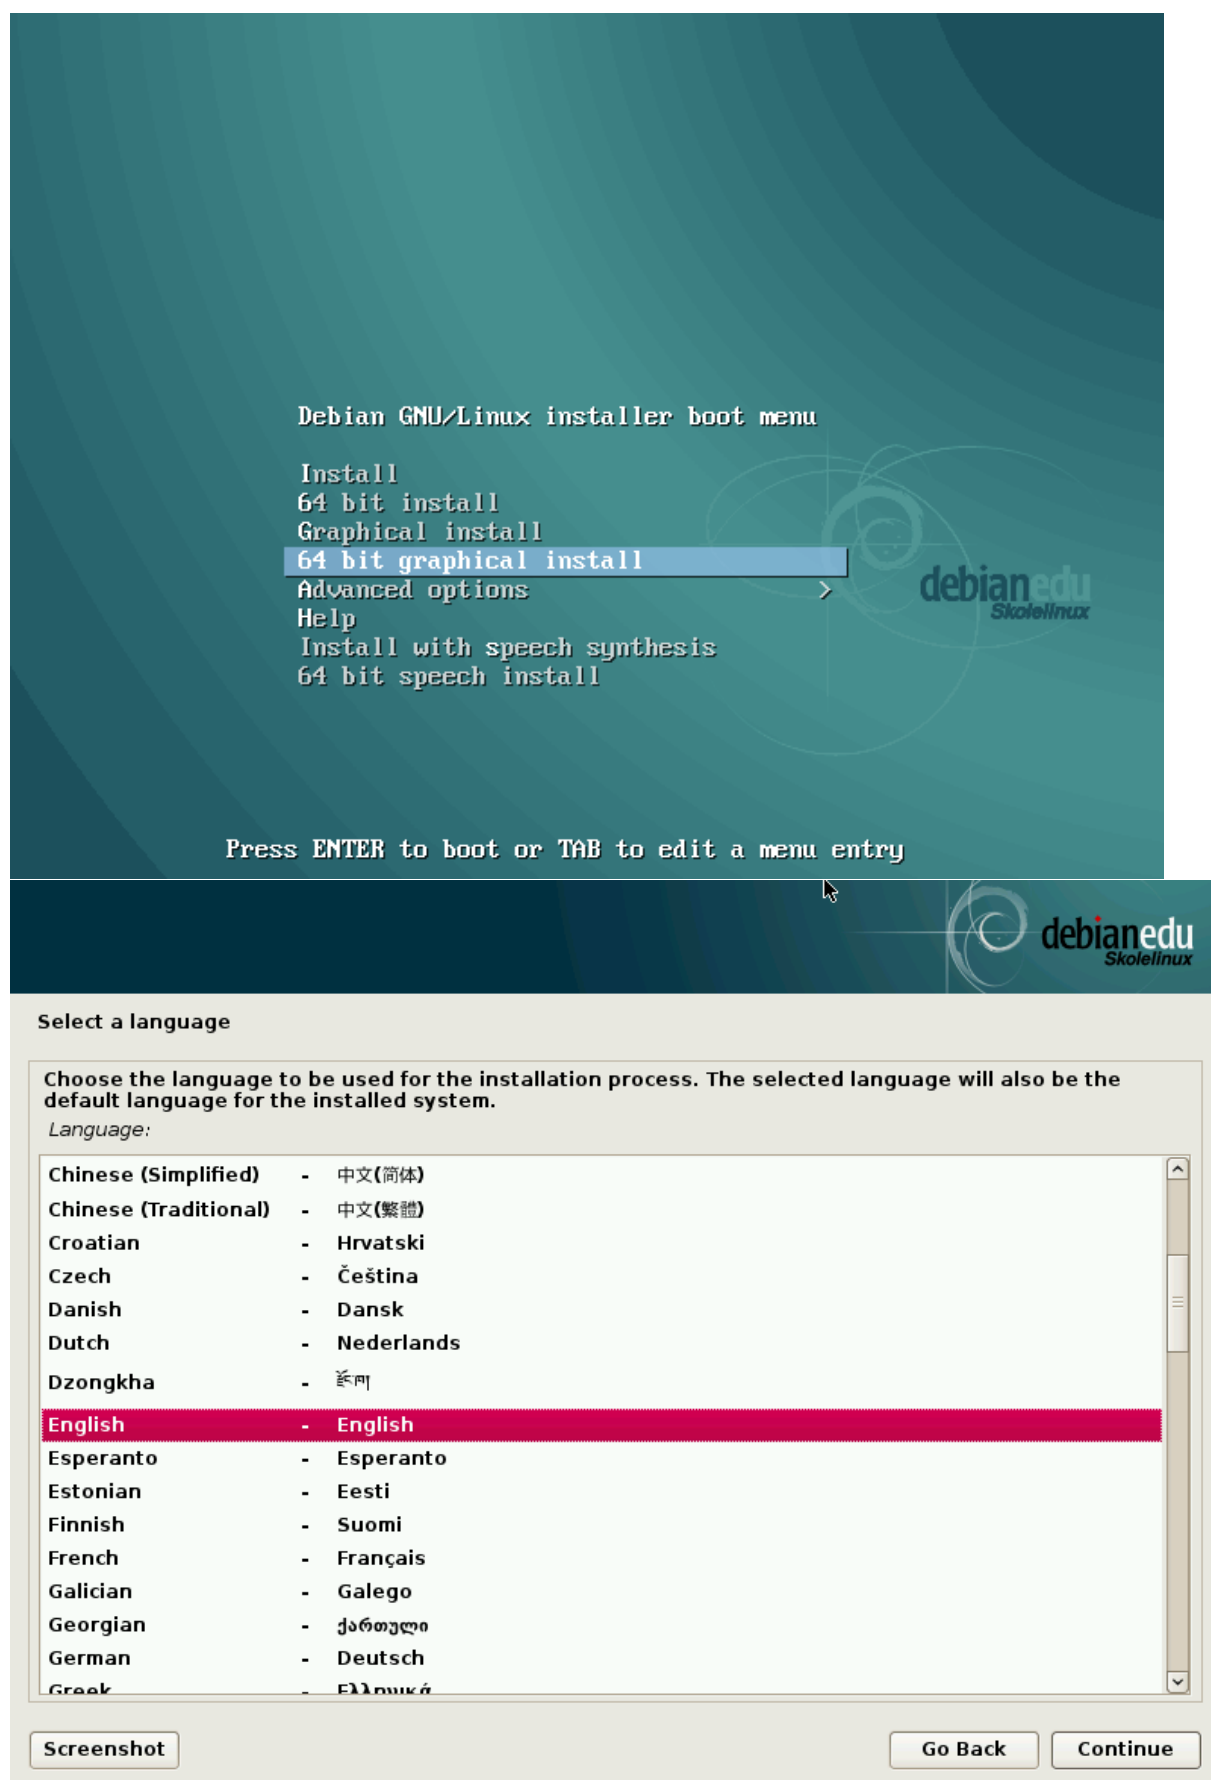 Debian GNU/Linux installer boot menu
Install
64 bit install
Graphical install
64 bit graphical install
Advanced options >
Help
Install with speech synthesis
64 bit speech install
debianedu
Skolelinux
Press ENTER to boot or TAB to edit a menu entry
debianedu
Skolelinux
Select a language
Choose the language to be used for the installation process. The selected language will also be the
default language for the installed system.
Language:
Chinese (Simplified) - 中文(简体)
Chinese (Traditional) - 中文(繁體)
Croatian - Hrvatski
Czech - Čeština
Danish - Dansk
Dutch - Nederlands
Dzongkha - རྫོང་ཁ།
English - English
Esperanto - Esperanto
Estonian - Eesti
Finnish - Suomi
French - Français
Galician - Galego
Georgian - ქართული
German - Deutsch
Greek - Ελληνικά
Screenshot
Go Back
Continue